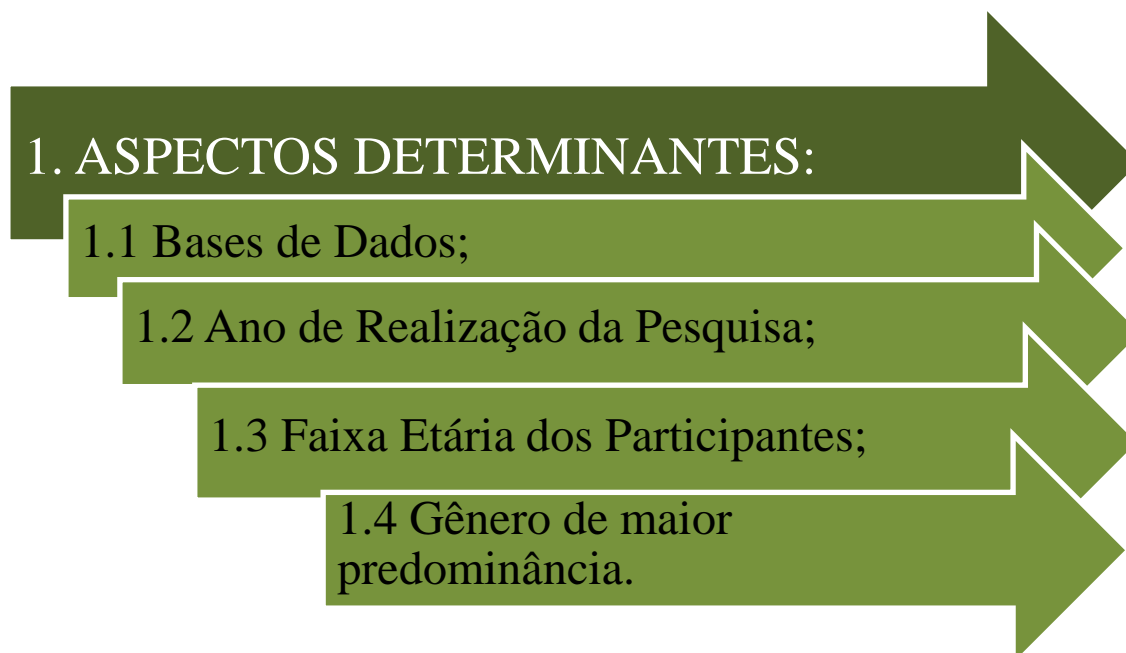 1. ASPECTOS DETERMINANTES:
1.1 Bases de Dados;
1.2 Ano de Realização da Pesquisa;
1.3 Faixa Etária dos Participantes;
1.4 Gênero de maior
predominância.